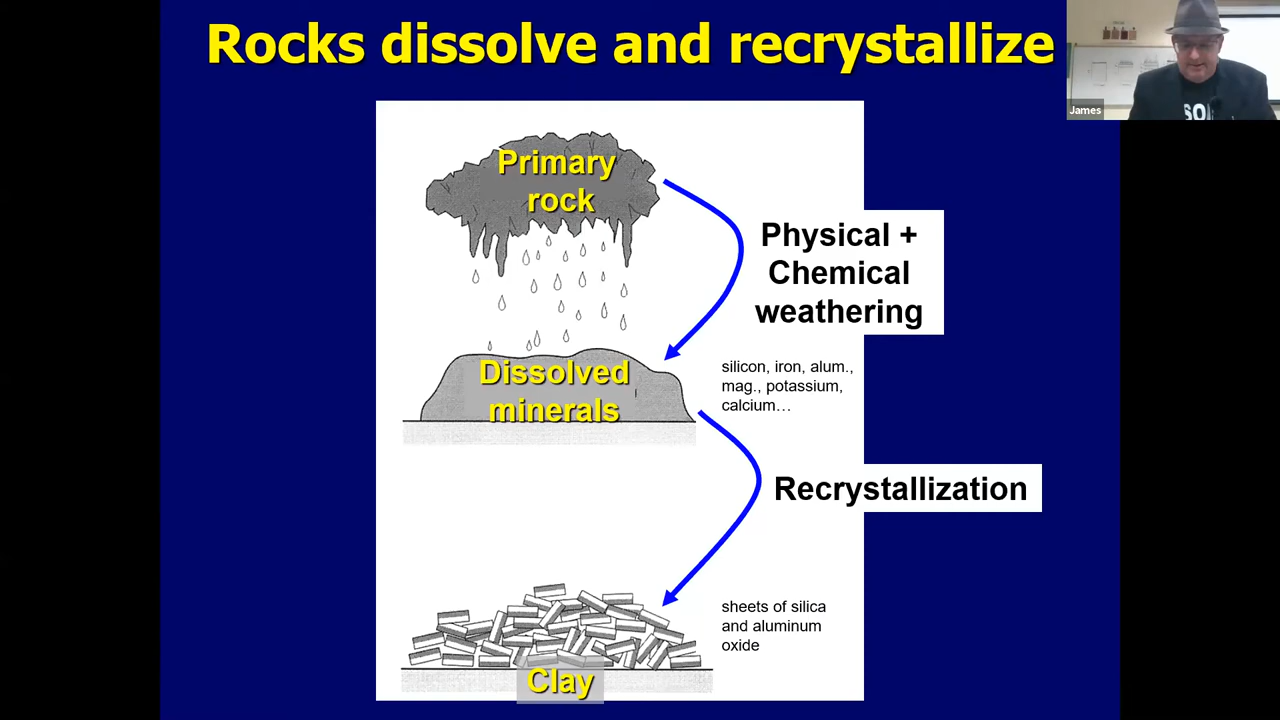 Rocks dissolve and recrystallize
James
SOI
Primary
rock
Physical +
Chemical
weathering
Dissolved
minerals
silicon, iron, alum.,
mag., potassium,
calcium…
Recrystallization
sheets of silica
and aluminum
oxide
Clay